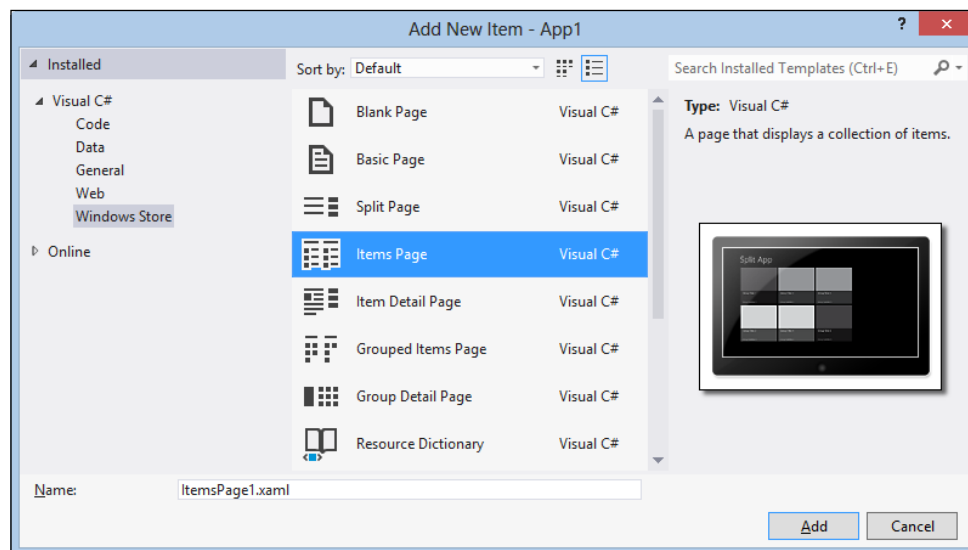 Add New Item - App1
?
Installed
Sort by: Default
Search Installed Templates (Ctrl+E)
Visual C#
Code
Data
General
Web
Windows Store
Online
Blank Page Visual C#
Basic Page Visual C#
Split Page Visual C#
Items Page Visual C#
Item Detail Page Visual C#
Grouped Items Page Visual C#
Group Detail Page Visual C#
Resource Dictionary Visual C#
Type: Visual C#
A page that displays a collection of items.
Split App
Name: ItemsPage1.xaml
Add Cancel